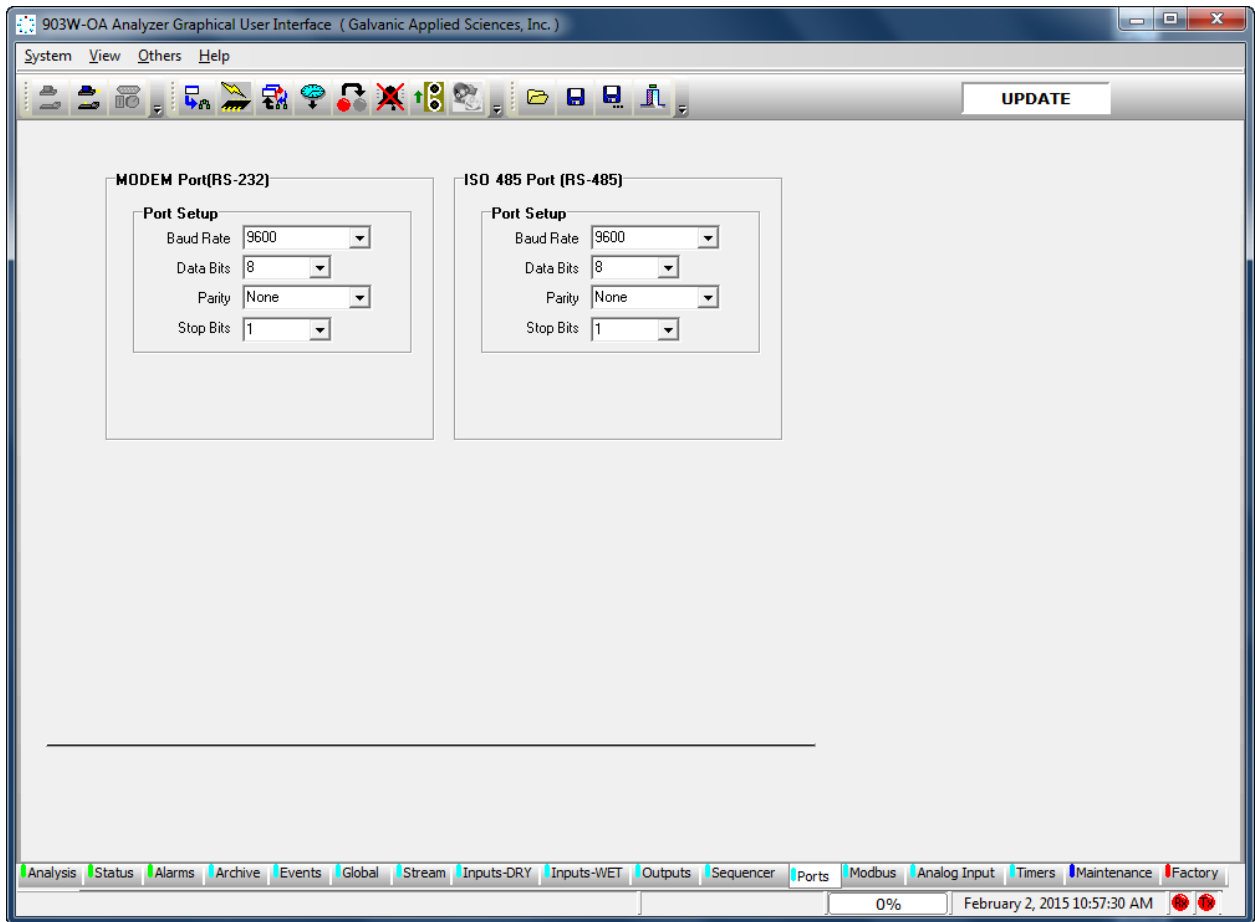 903W-OA Analyzer Graphical User Interface ( Galvanic Applied Sciences, Inc. )
System View Others Help
UPDATE
MODEM Port(RS-232)
Port Setup
Baud Rate 9600
Data Bits 8
Parity None
Stop Bits 1
ISO 485 Port (RS-485)
Port Setup
Baud Rate 9600
Data Bits 8
Parity None
Stop Bits 1
Analysis Status Alarms Archive Events Global Stream Inputs-DRY Inputs-WET Outputs Sequencer Ports Modbus Analog Input Timers Maintenance Factory
0% February 2, 2015 10:57:30 AM Rx Tx